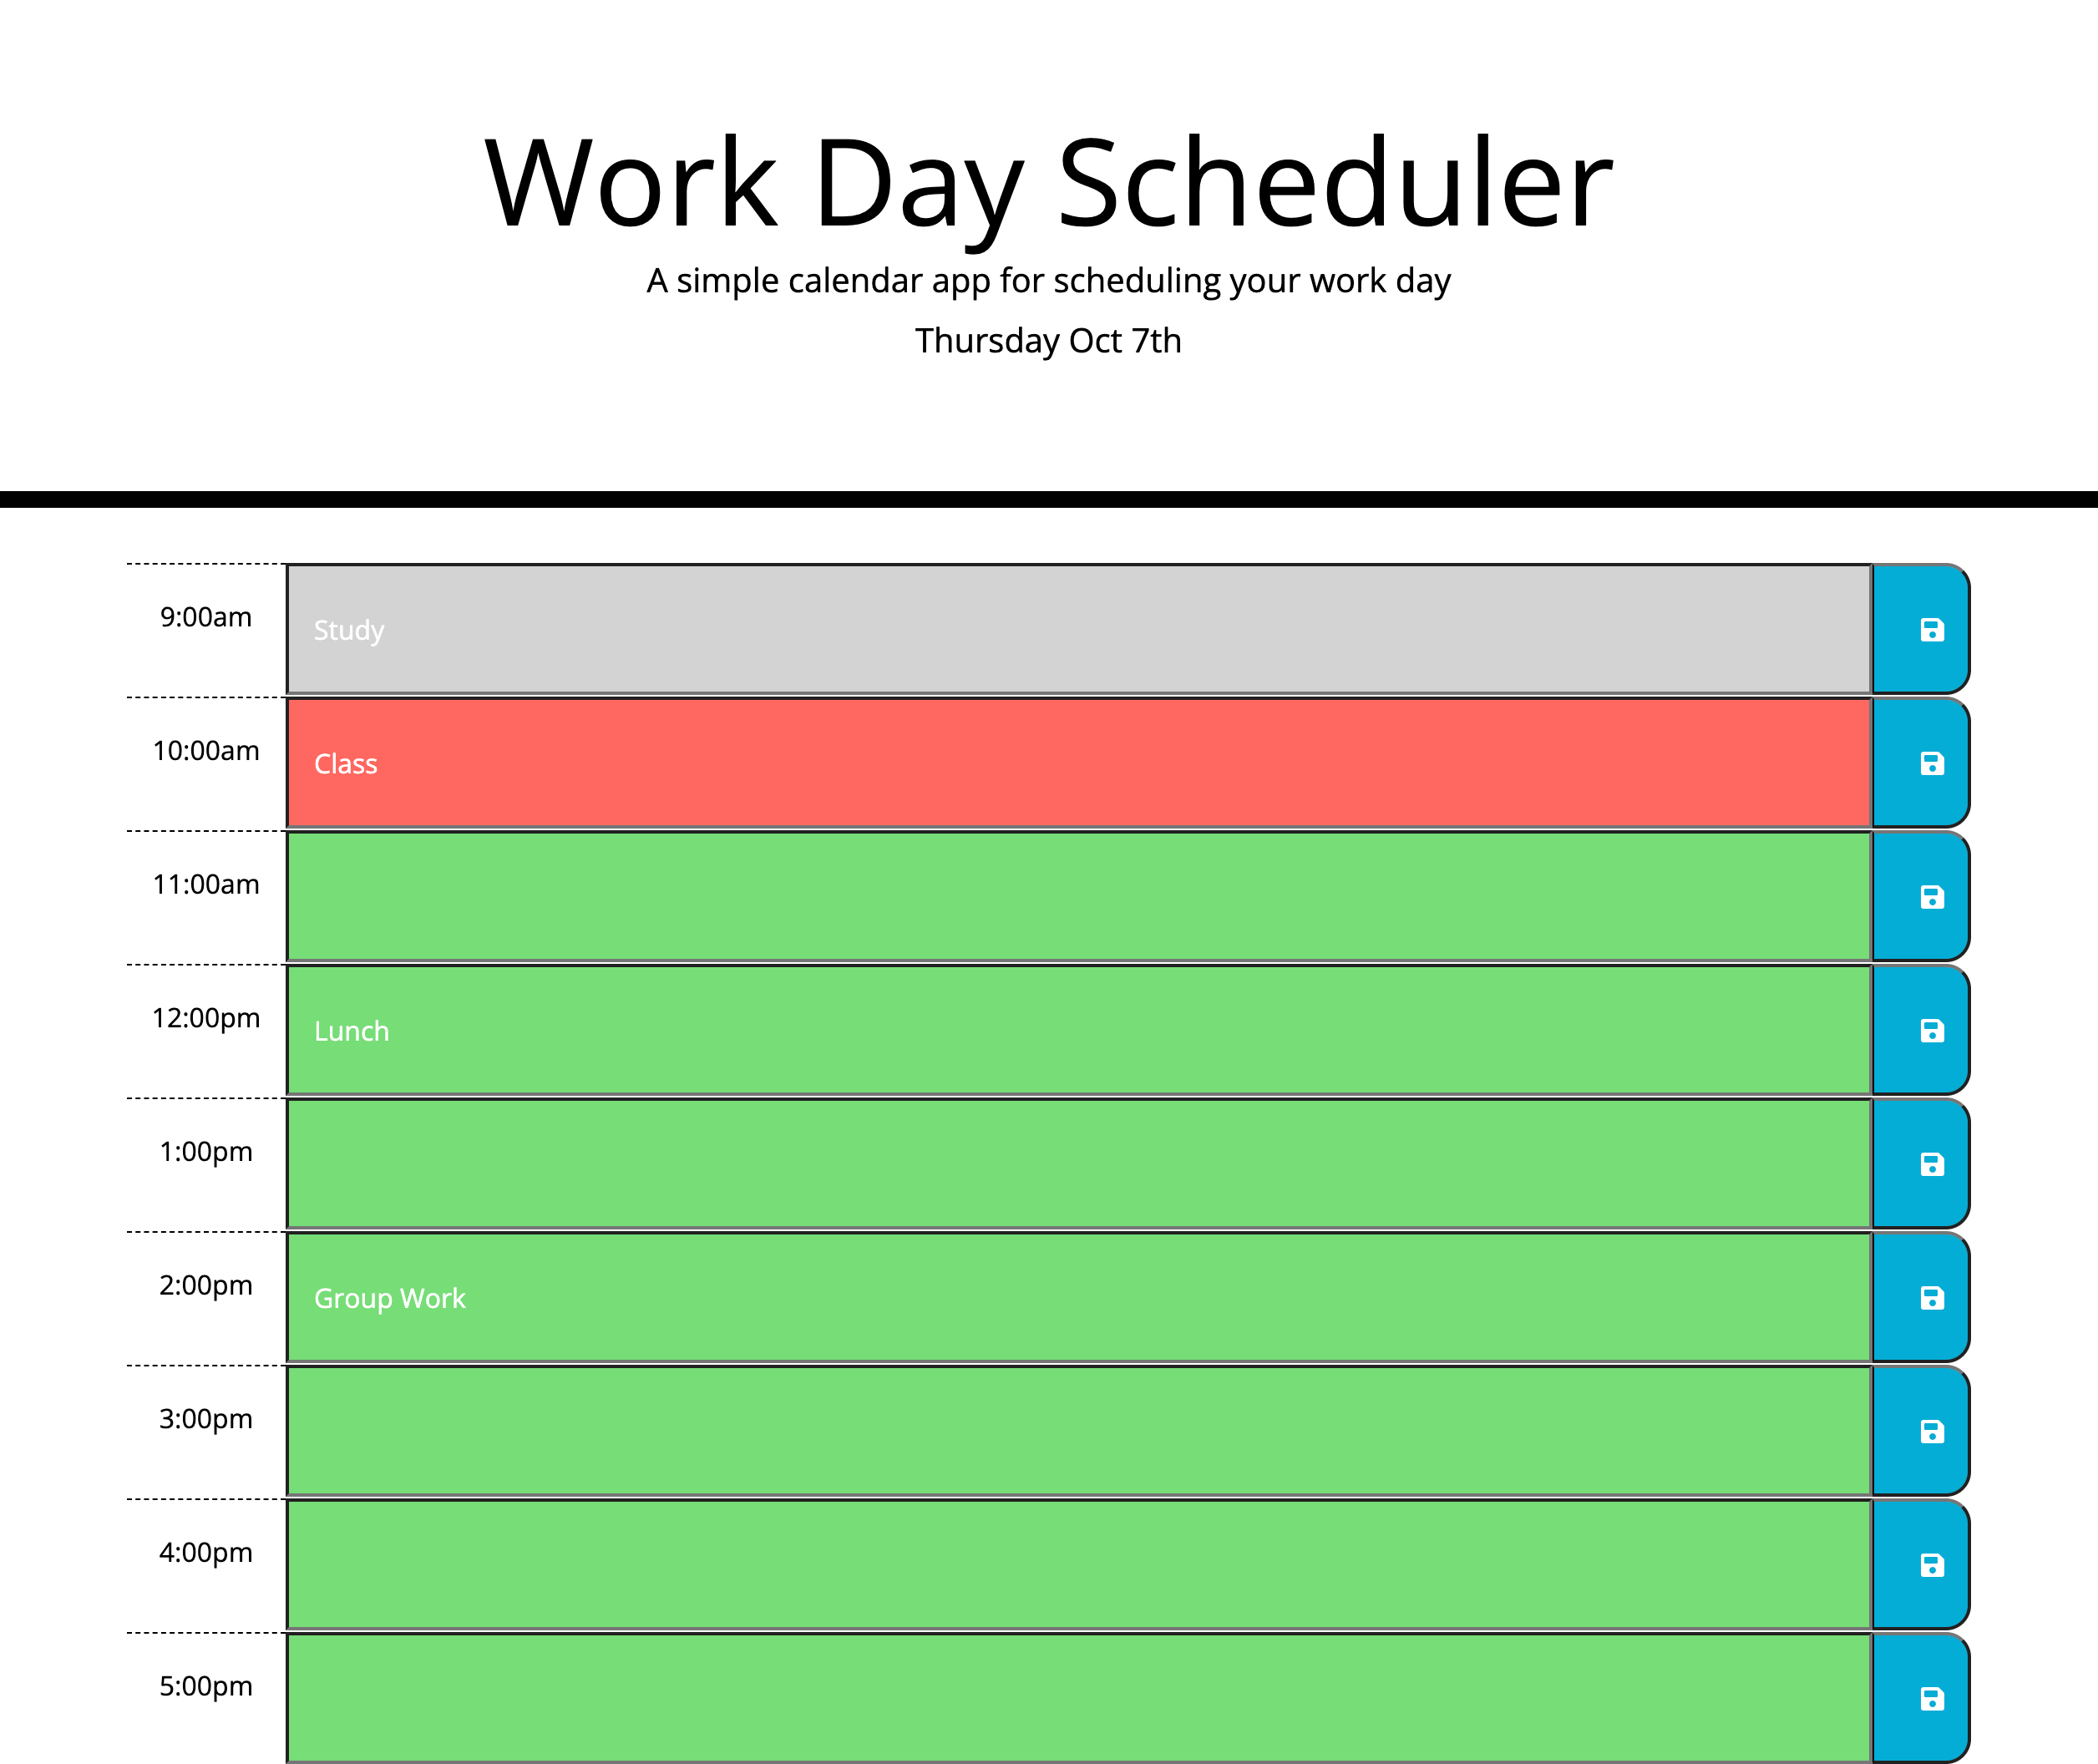 Work Day Scheduler
A simple calendar app for scheduling your work day
Thursday Oct 7th
9:00am Study
10:00am Class
11:00am
12:00pm Lunch
1:00pm
2:00pm Group Work
3:00pm
4:00pm
5:00pm